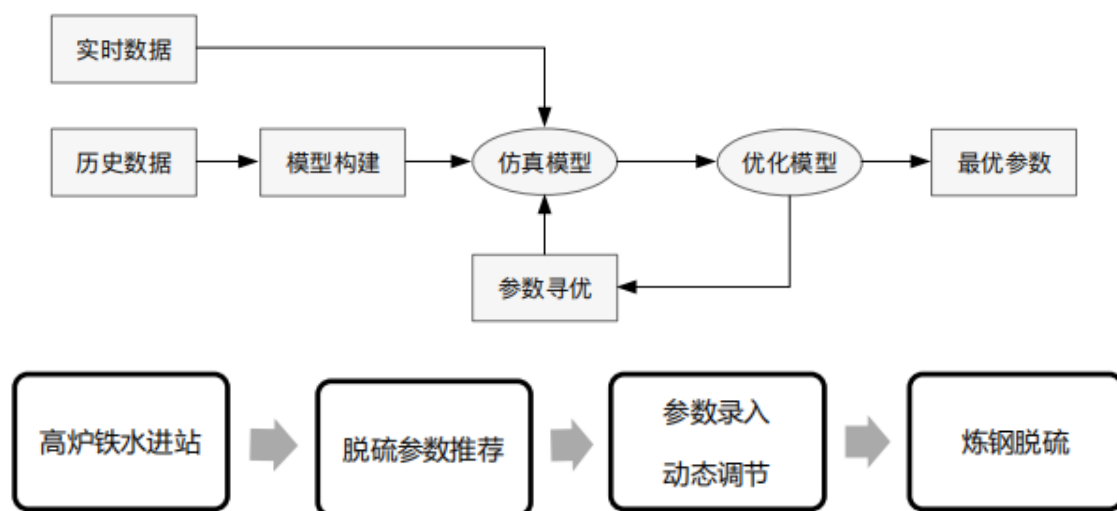 实时数据
历史数据
模型构建
仿真模型
优化模型
最优参数
参数寻优
高炉铁水进站
脱硫参数推荐
参数录入
动态调节
炼钢脱硫